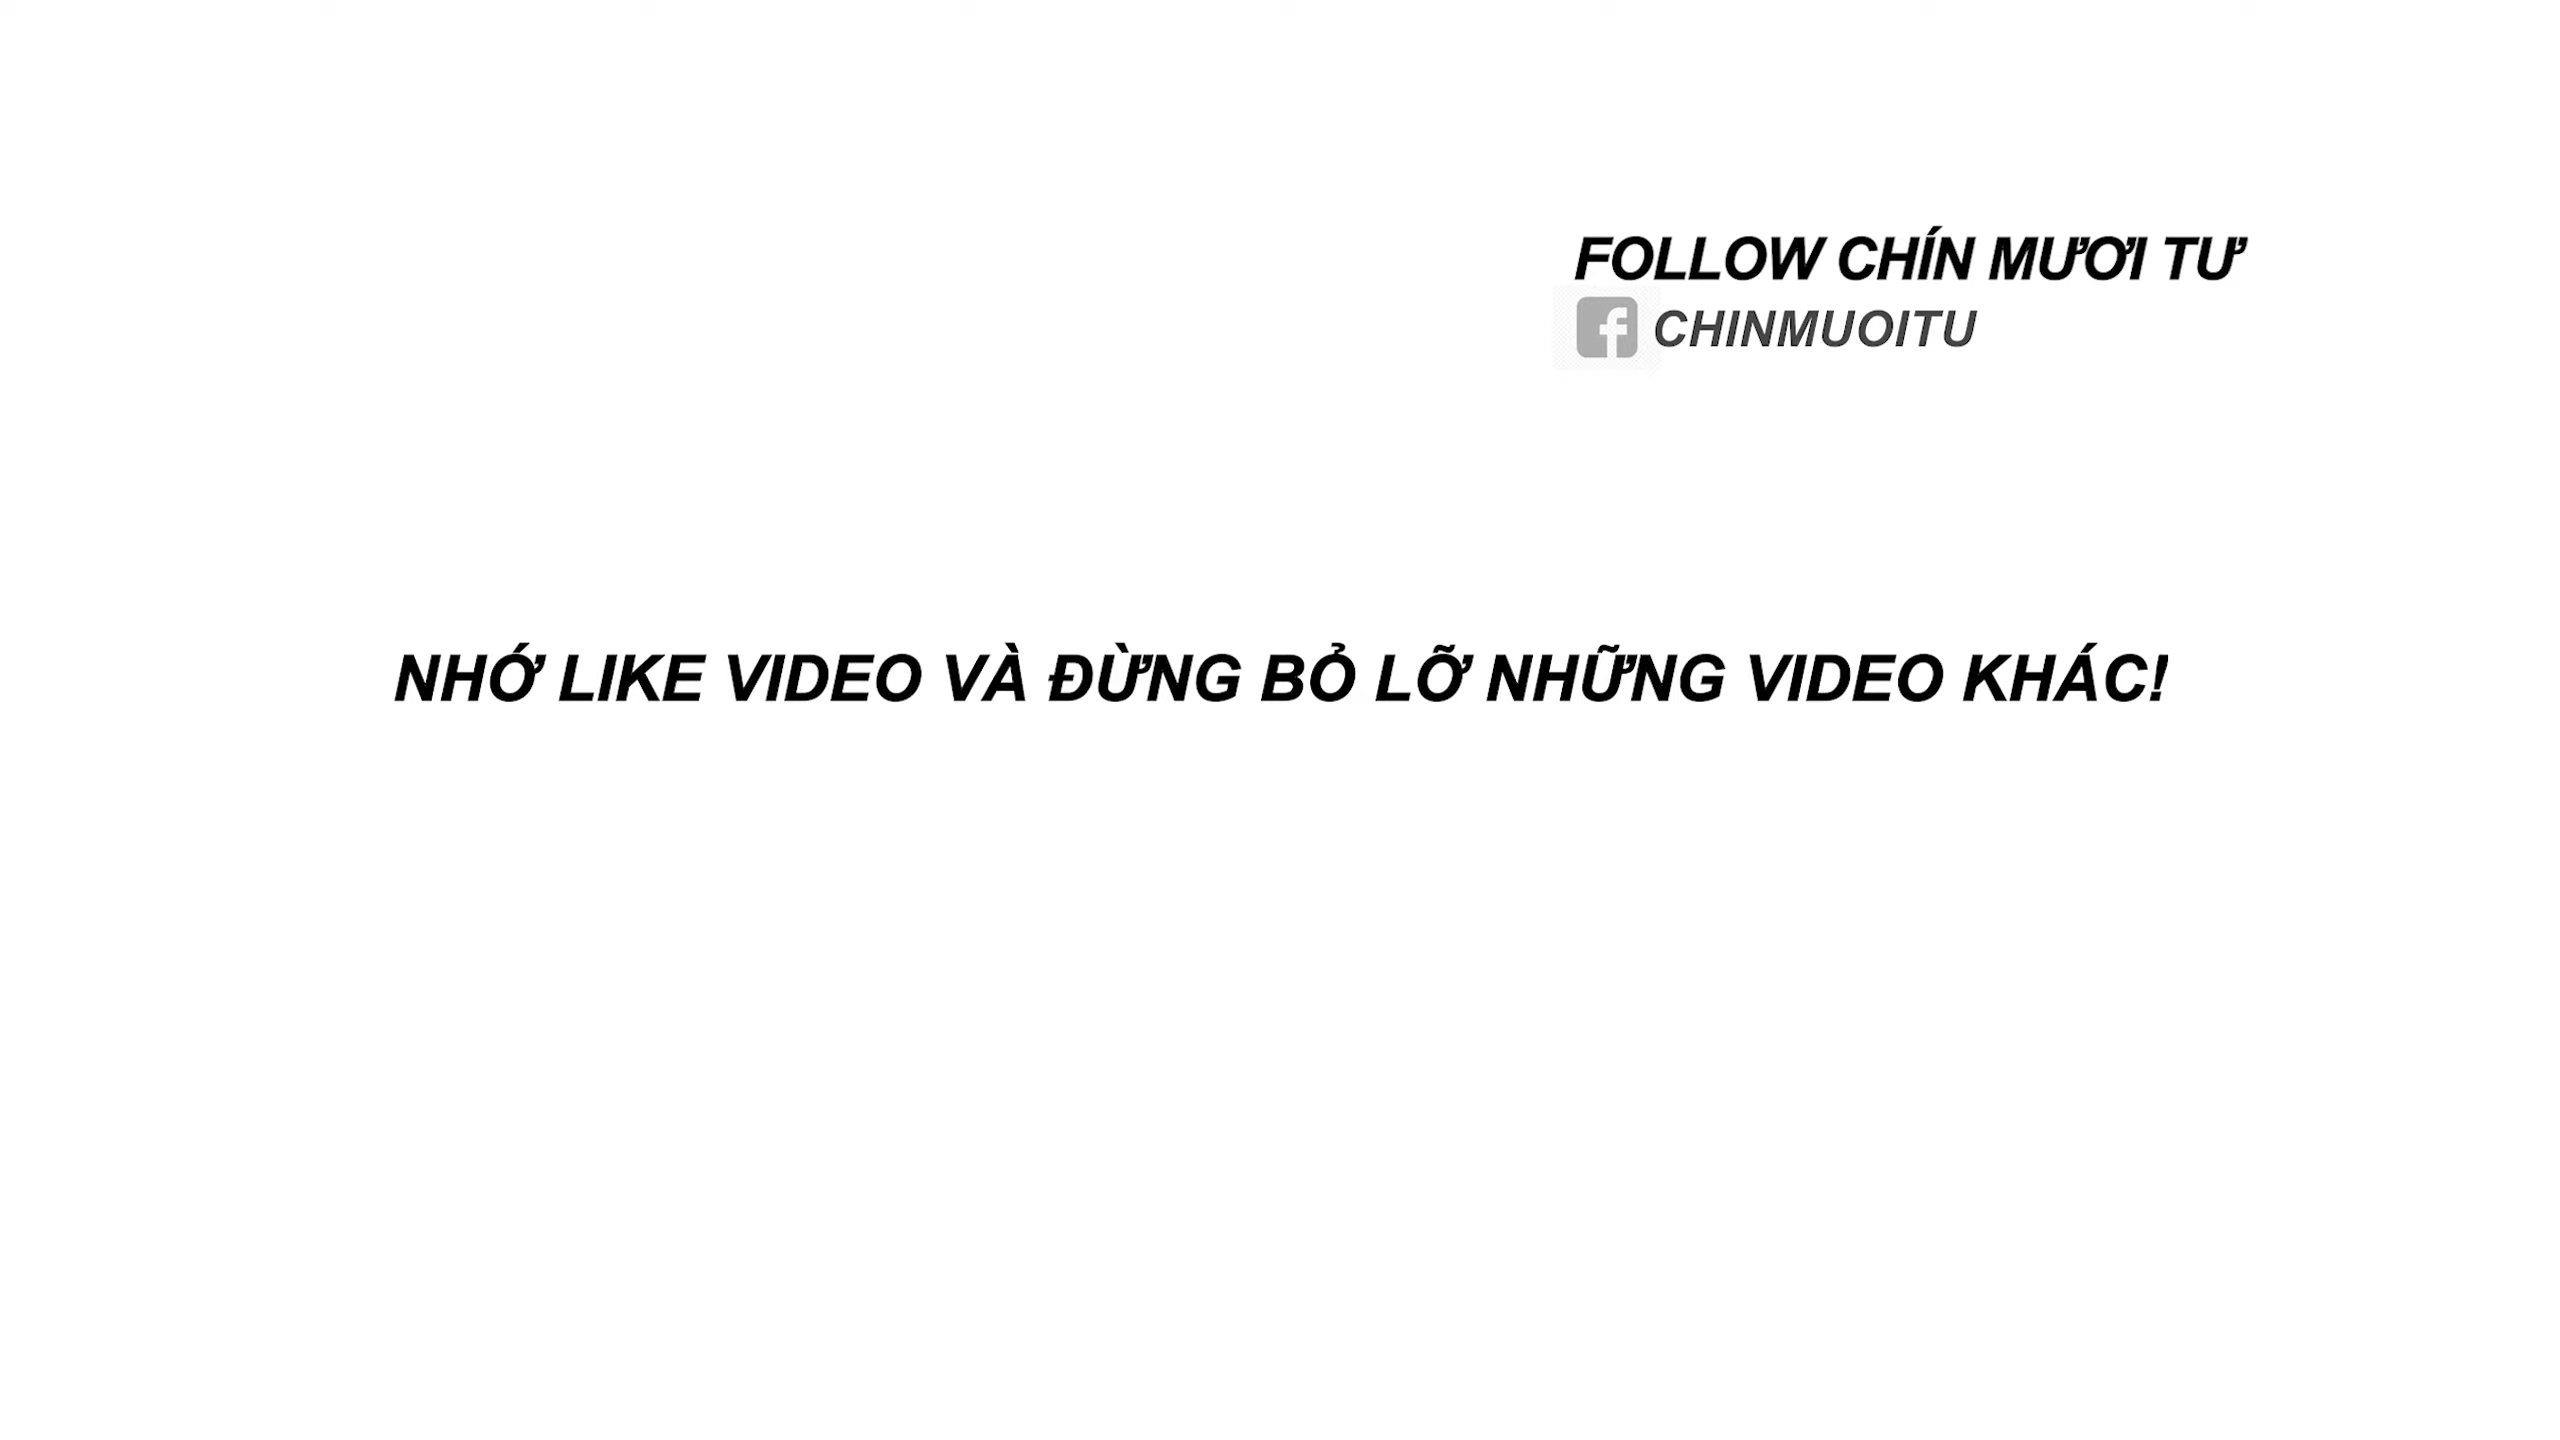 FOLLOW CHÍN MƯƠI TƯ
CHINMUOITU
NHỚ LIKE VIDEO VÀ ĐỪNG BỎ LỠ NHỮNG VIDEO KHÁC!